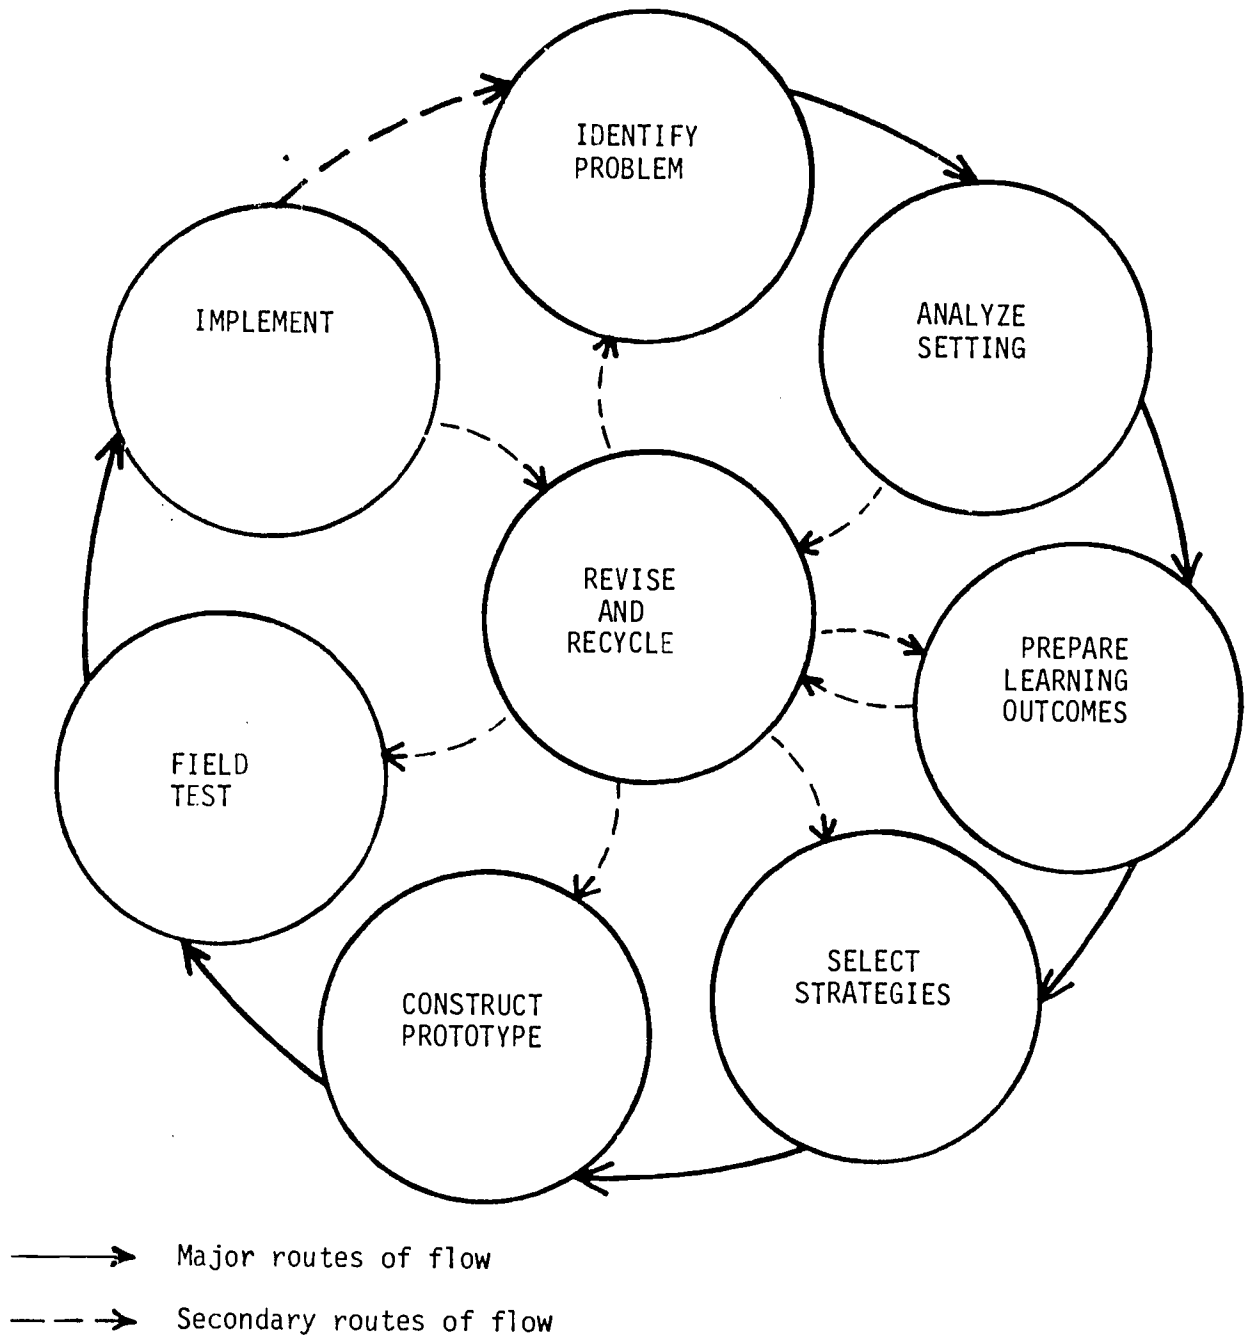 IDENTIFY
PROBLEM
ANALYZE
SETTING
PREPARE
LEARNING
OUTCOMES
SELECT
STRATEGIES
CONSTRUCT
PROTOTYPE
FIELD
TEST
IMPLEMENT
REVISE
AND
RECYCLE
Major routes of flow
Secondary routes of flow